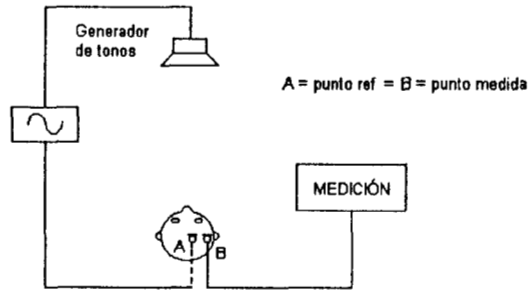 Generador
de tonos
A = punto ref = B = punto medida
MEDICIÓN
A
B